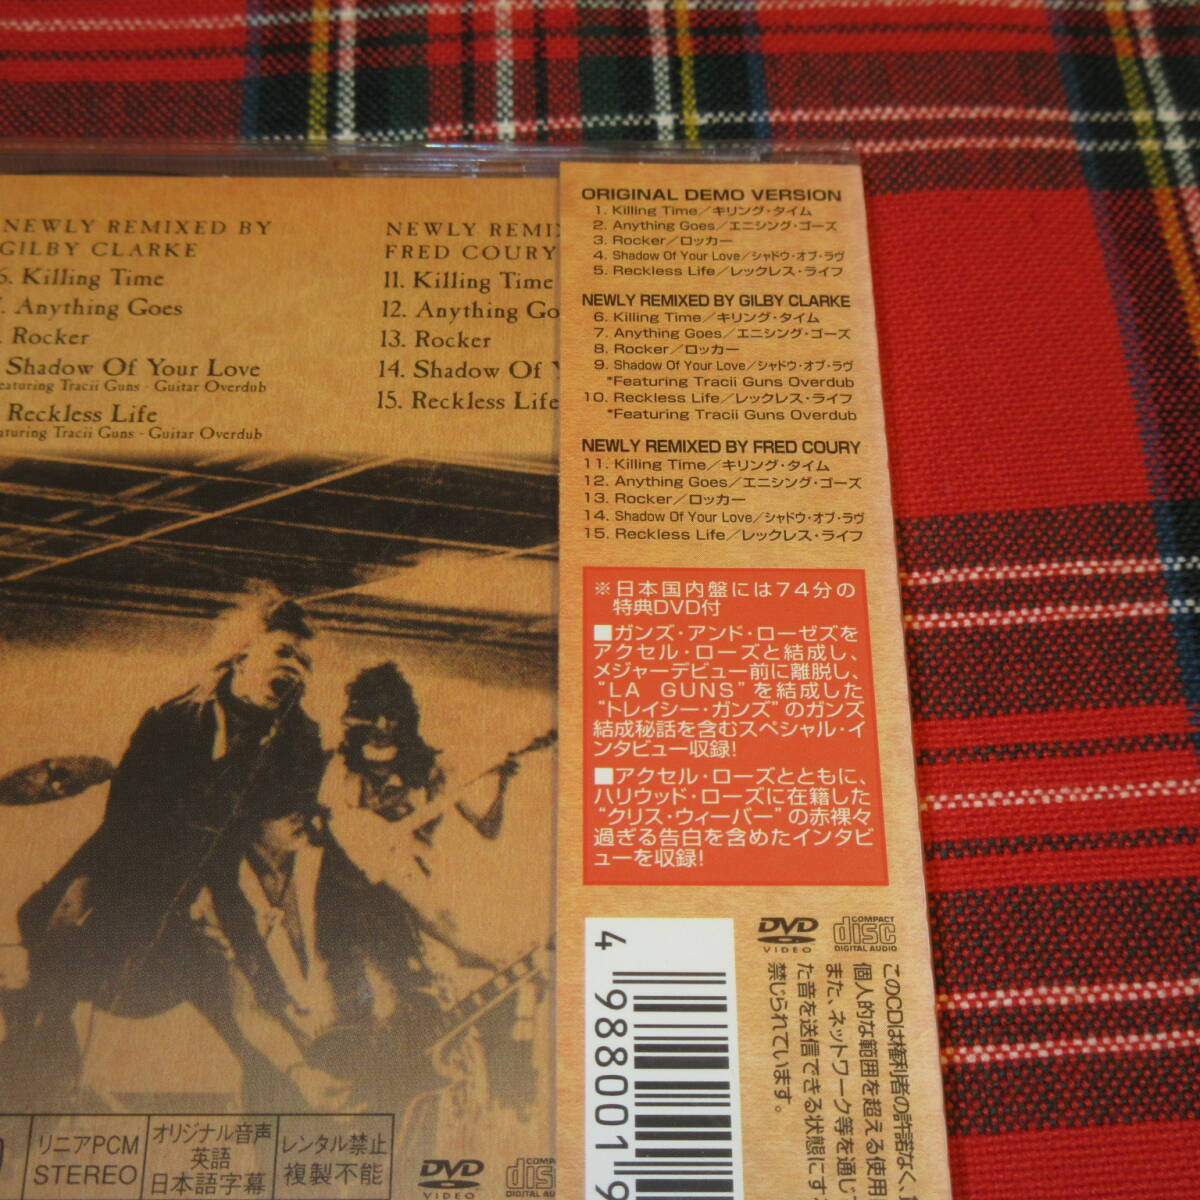 NEWLY REMIXED BY
GILBY CLARKE
6. Killing Time
Anything Goes
Rocker
Shadow Of Your Love
Featuring Tracii Guns - Guitar Overdub
Reckless Life
Featuring Tracii Guns - Guitar Overdub
NEWLY REMI
FRED COURY
11. Killing Time
12. Anything Go
13. Rocker
14. Shadow Of Y
15. Reckless Life
ORIGINAL DEMO VERSION
1. Killing Time／キリング・タイム
2. Anything Goes／エニシング・ゴーズ
3. Rocker／ロッカー
4. Shadow Of Your Love／シャドウ・オブ・ラヴ
5. Reckless Life／レックレス・ライフ
NEWLY REMIXED BY GILBY CLARKE
6. Killing Time／キリング・タイム
7. Anything Goes／エニシング・ゴーズ
8. Rocker／ロッカー
9. Shadow Of Your Love／シャドウ・オブ・ラヴ
*Featuring Tracii Guns Overdub
10. Reckless Life／レックレス・ライフ
*Featuring Tracii Guns Overdub
NEWLY REMIXED BY FRED COURY
11. Killing Time／キリング・タイム
12. Anything Goes／エニシング・ゴーズ
13. Rocker／ロッカー
14. Shadow Of Your Love／シャドウ・オブ・ラヴ
15. Reckless Life／レックレス・ライフ
※日本国内盤には74分の
特典DVD付
■ガンズ・アンド・ローゼズを
アクセル・ローズと結成し、
メジャーデビュー前に離脱し、
“LA GUNS”を結成した
“トレイシー・ガンズ”のガンズ
結成秘話を含むスペシャル・イ
ンタビュー収録!
■アクセル・ローズとともに、
ハリウッド・ローズに在籍した
“クリス・ウィーバー”の赤裸々
過ぎる告白を含めたインタビ
ューを収録!
DVD
VIDEO
COMPACT
disc
DIGITAL AUDIO
このCDは権利者の許諾なく、
個人的な範囲を超える使用
また、ネットワーク等を通じ
た音を送信できる状態にす
禁じられています。
4 988001 9
リニアPCM
STEREO
オリジナル音声
英語
日本語字幕
レンタル禁止
複製不能
DVD
VIDEO
COMPA
disc
DIGITAL AUDIO